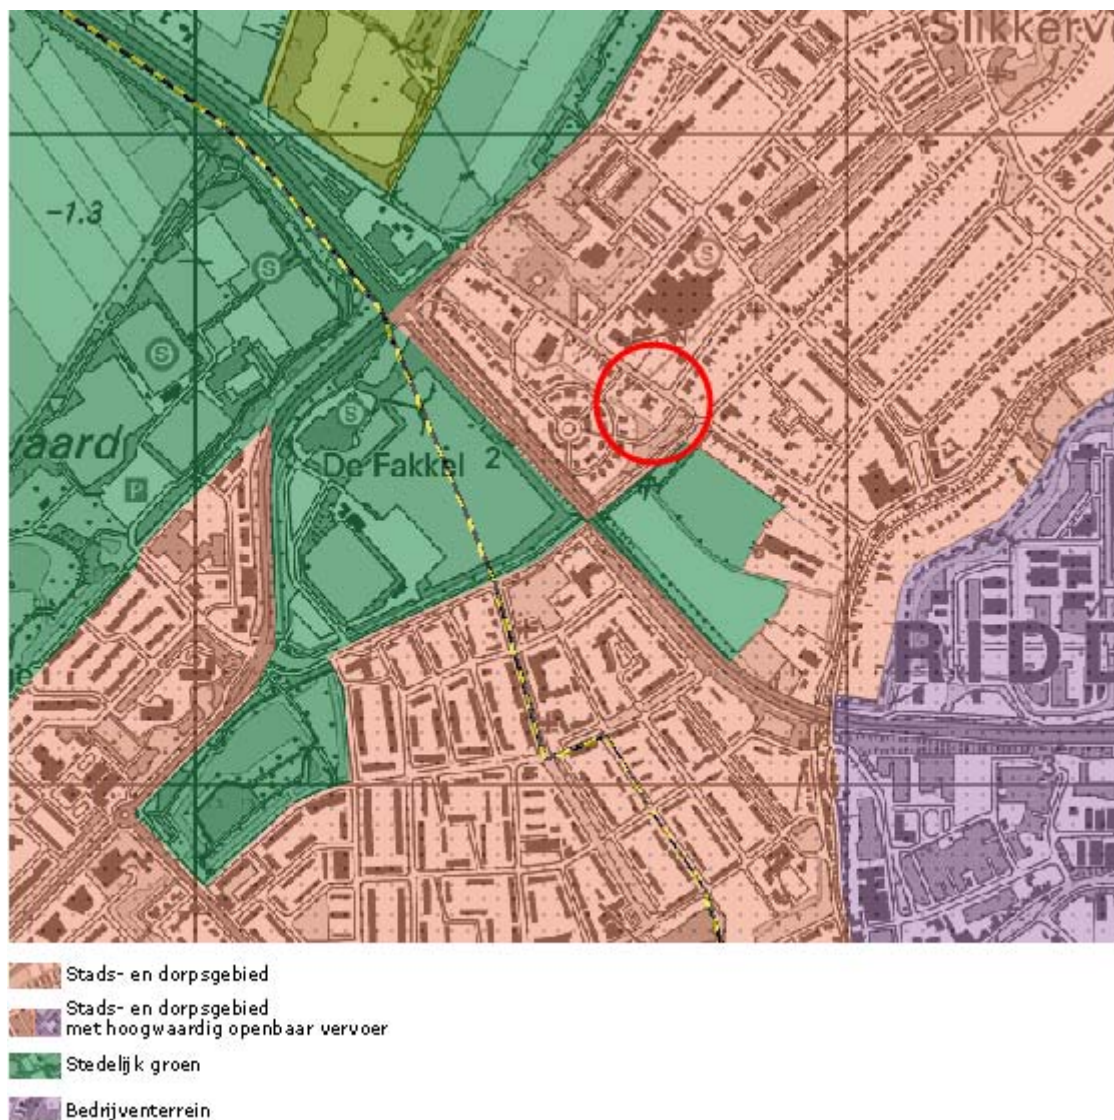 Slikkerv
-1.3
S
S
S
S
waard
De Fakkel 2
P
RIDD
Stads- en dorpsgebied
Stads- en dorpsgebied
met hoogwaardig openbaar vervoer
Stedelijk groen
Bedrijventerrein